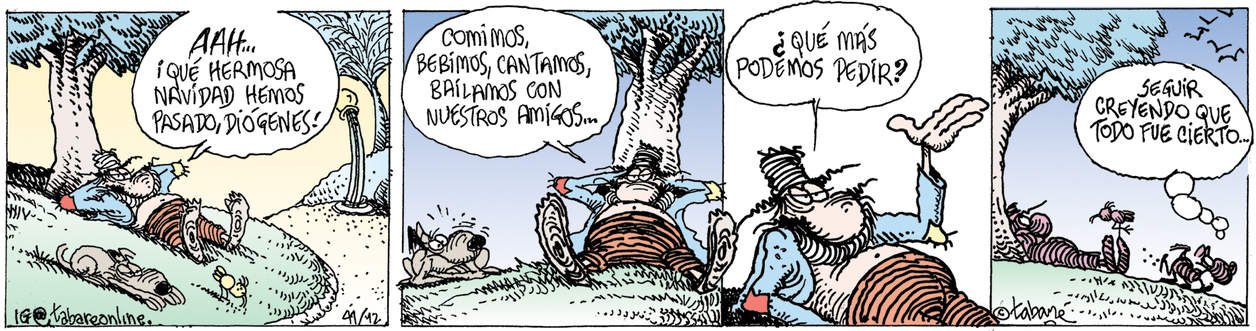 AAH...
¡QUÉ HERMOSA
NAVIDAD HEMOS
PASADO, DIÓGENES!
IG@tabareonline.
COMIMOS,
BEBIMOS, CANTAMOS,
BAILAMOS CON
NUESTROS AMIGOS...
¿QUÉ MÁS
PODEMOS PEDIR?
SEGUIR
CREYENDO QUE
TODO FUE CIERTO...
©tabaré